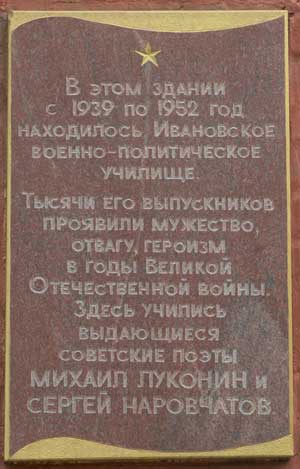 В этом здании
с 1939 по 1952 год
находилось Ивановское
военно-политическое
училище.
Тысячи его выпускников
проявили мужество,
отвагу, героизм
в годы Великой
Отечественной войны.
Здесь учились
выдающиеся
советские поэты
Михаил Луконин и
Сергей Наровчатов